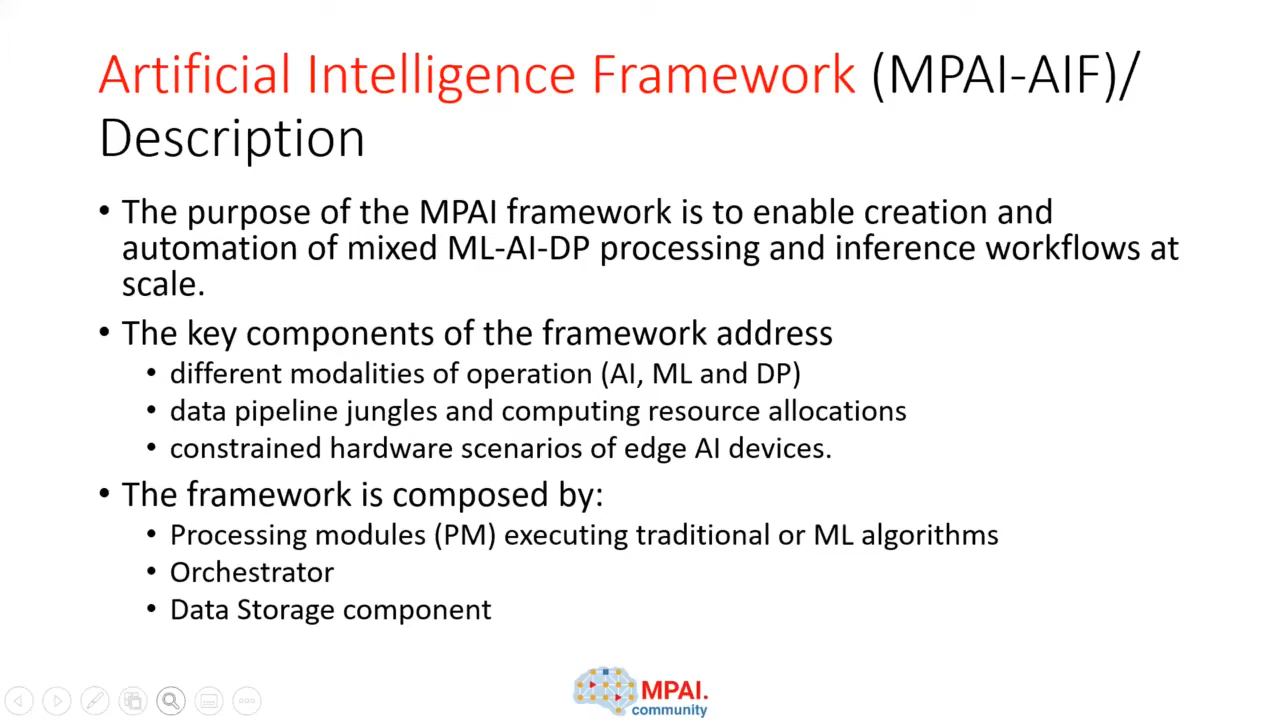 Artificial Intelligence Framework (MPAI-AIF)/
Description
• The purpose of the MPAI framework is to enable creation and
automation of mixed ML-AI-DP processing and inference workflows at
scale.
• The key components of the framework address
• different modalities of operation (AI, ML and DP)
• data pipeline jungles and computing resource allocations
• constrained hardware scenarios of edge AI devices.
• The framework is composed by:
• Processing modules (PM) executing traditional or ML algorithms
• Orchestrator
• Data Storage component
MPAI.
community